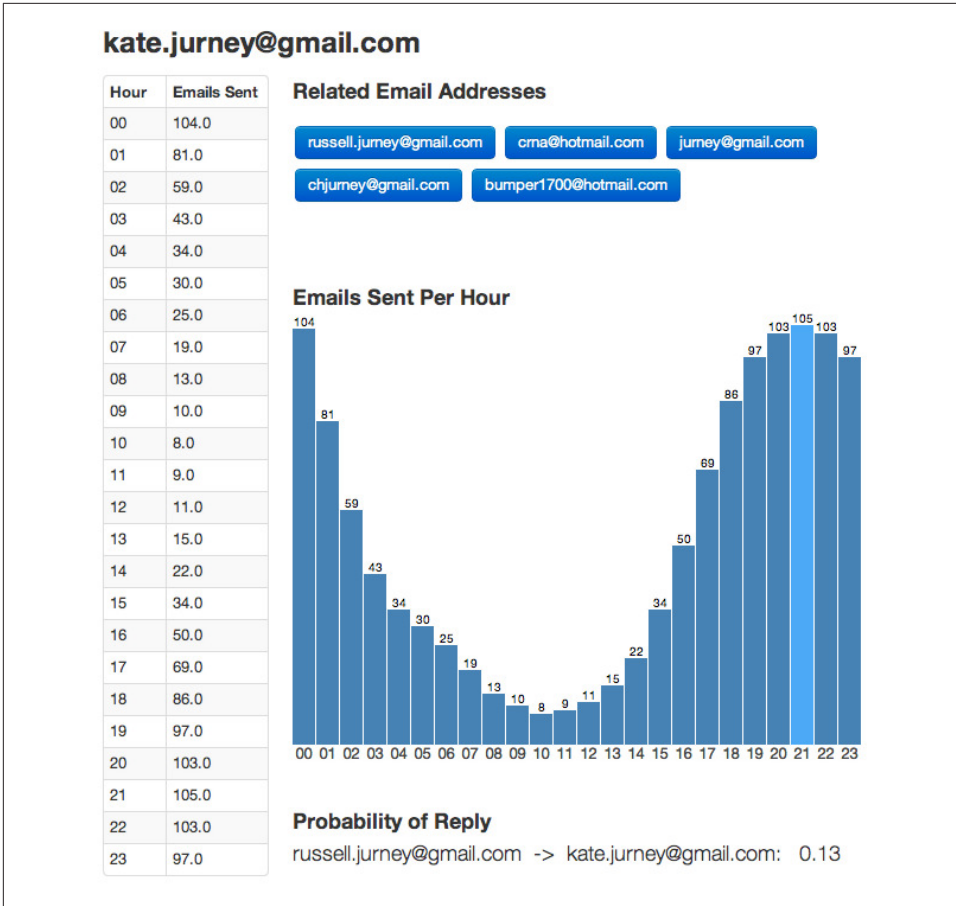 kate.jurney@gmail.com
Hour Emails Sent
00 104.0
01 81.0
02 59.0
03 43.0
04 34.0
05 30.0
06 25.0
07 19.0
08 13.0
09 10.0
10 8.0
11 9.0
12 11.0
13 15.0
14 22.0
15 34.0
16 50.0
17 69.0
18 86.0
19 97.0
20 103.0
21 105.0
22 103.0
23 97.0
Related Email Addresses
russell.jurney@gmail.com cma@hotmail.com jurney@gmail.com
chjurney@gmail.com bumper1700@hotmail.com
Emails Sent Per Hour
104 81 59 43 34 30 25 19 13 10 8 9 11 15 22 34 50 69 86 97 103 105 103 97
00 01 02 03 04 05 06 07 08 09 10 11 12 13 14 15 16 17 18 19 20 21 22 23
Probability of Reply
russell.jurney@gmail.com -> kate.jurney@gmail.com: 0.13